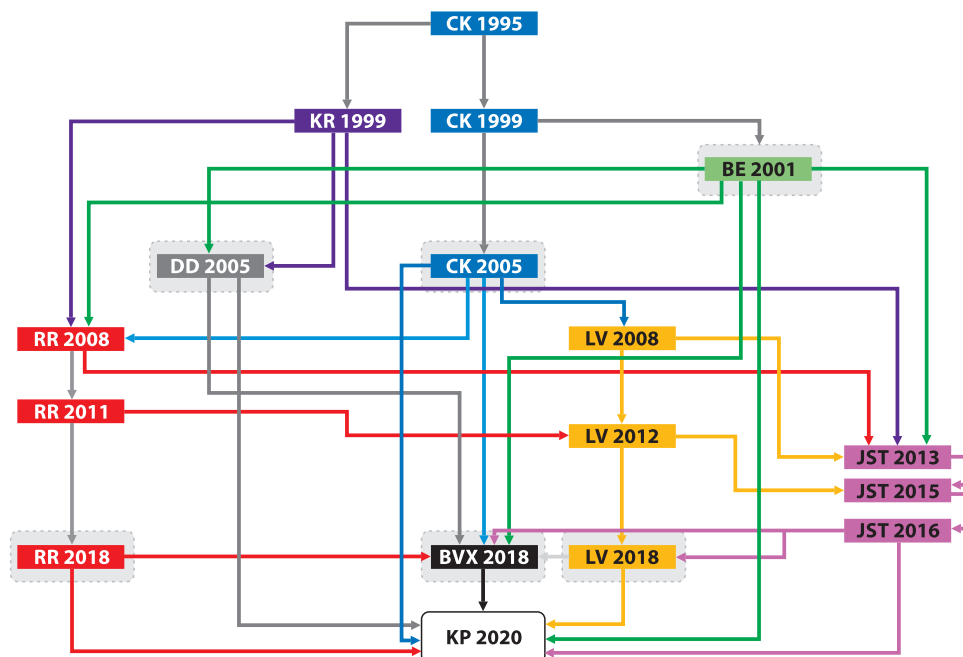 CK 1995
KR 1999
CK 1999
BE 2001
DD 2005
CK 2005
RR 2008
LV 2008
RR 2011
LV 2012
JST 2013
JST 2015
JST 2016
RR 2018
BVX 2018
LV 2018
KP 2020